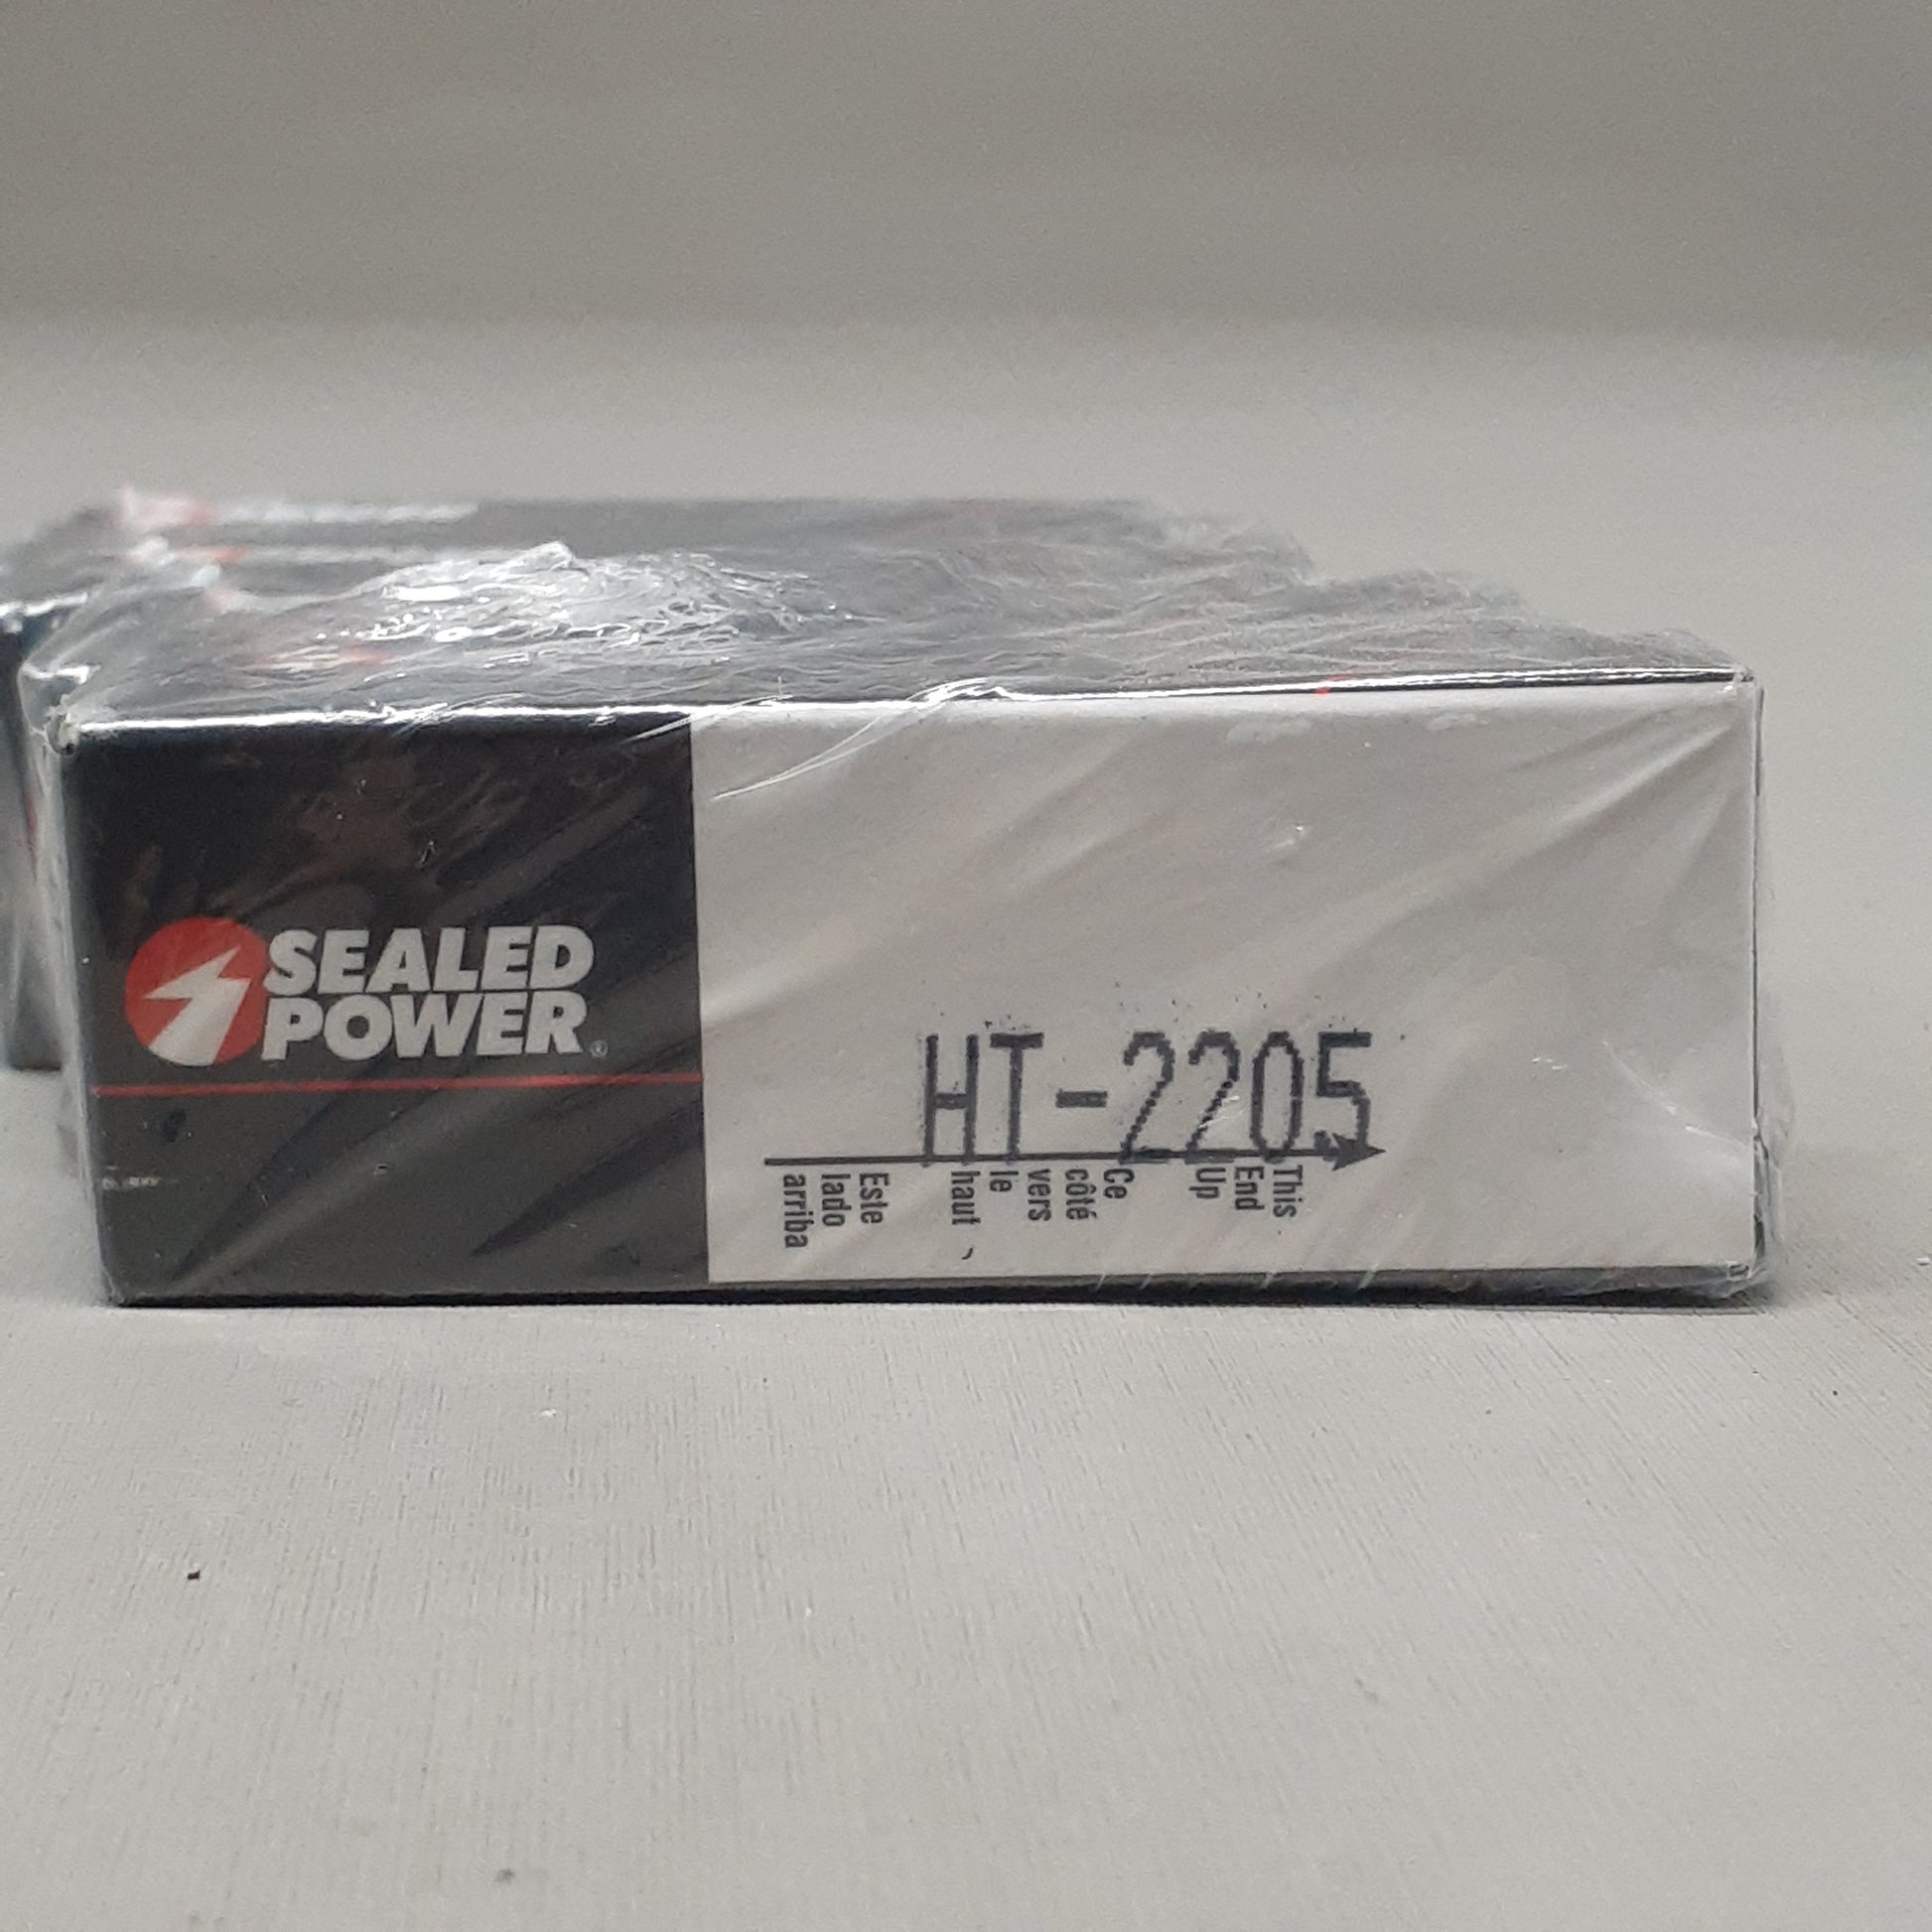 SEALED
POWER®
HT-2205
This
End
Up
Ce
côté
vers
le
haut
Este
lado
arriba